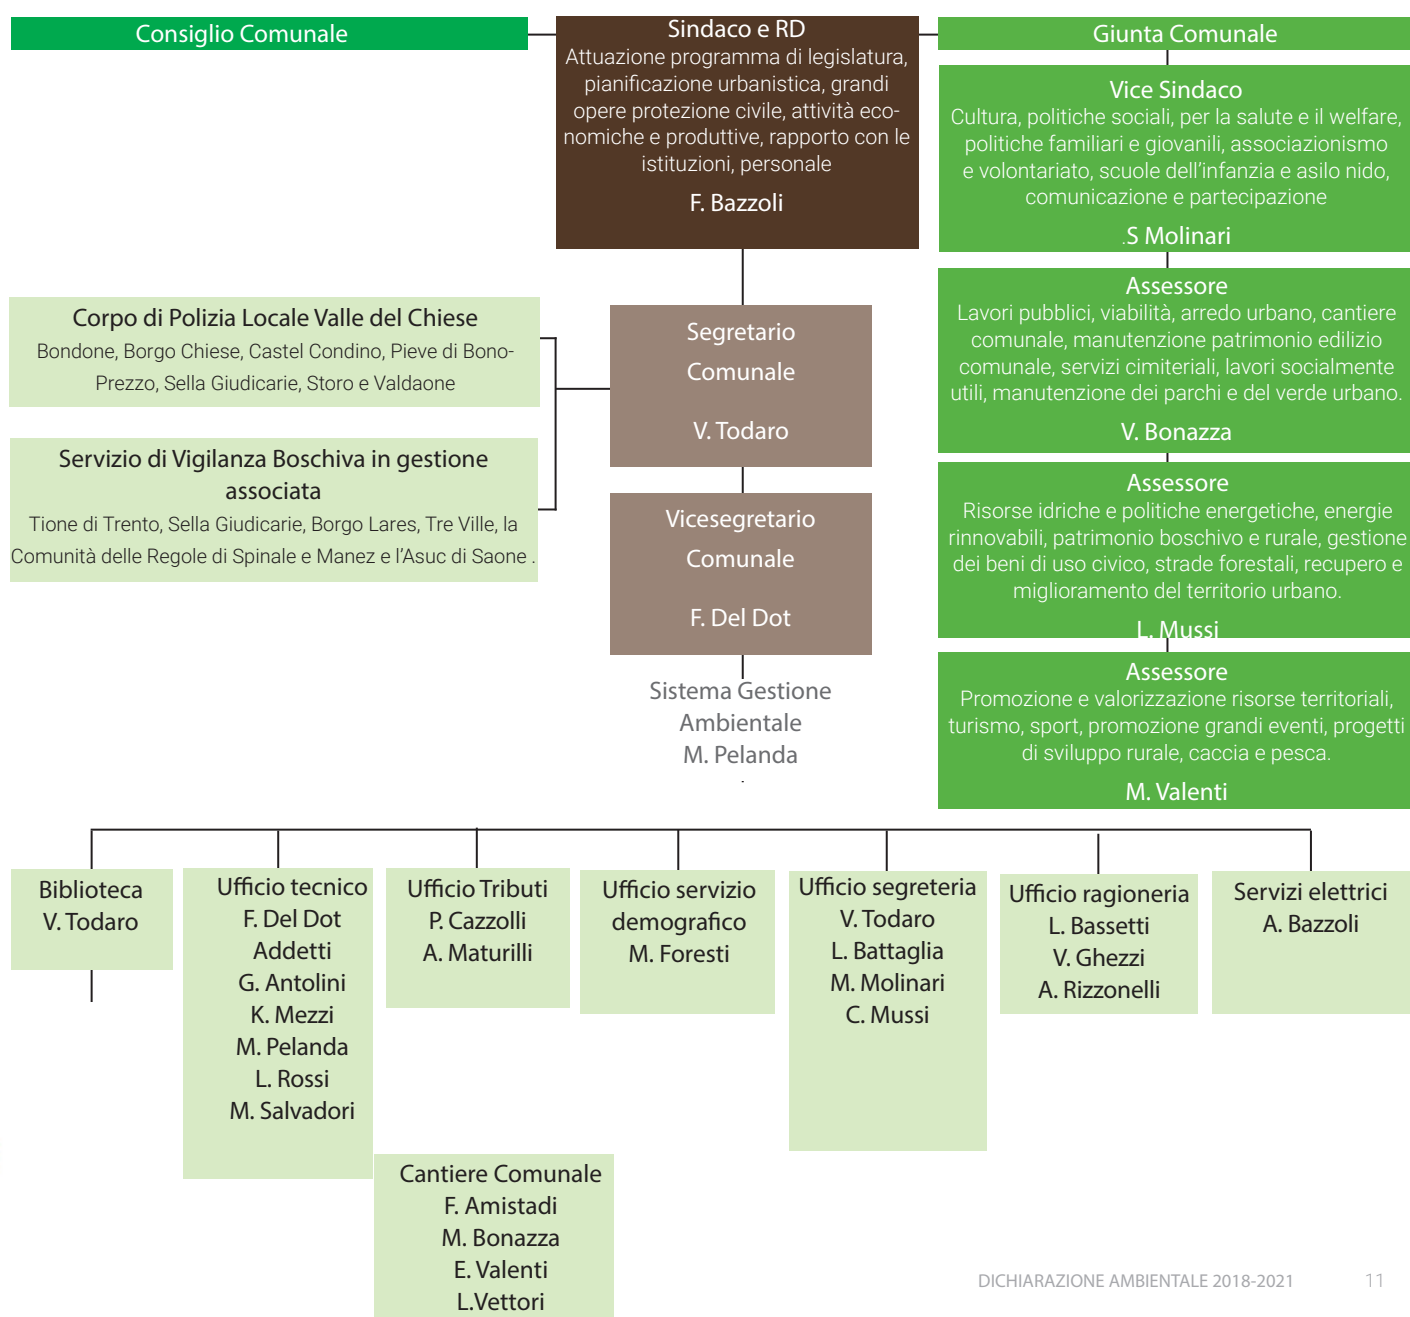 Consiglio Comunale
Sindaco e RD
Attuazione programma di legislatura,
pianificazione urbanistica, grandi
opere protezione civile, attività eco-
nomiche e produttive, rapporto con le
istituzioni, personale
F. Bazzoli
Giunta Comunale
Vice Sindaco
Cultura, politiche sociali, per la salute e il welfare,
politiche familiari e giovanili, associazionismo
e volontariato, scuole dell'infanzia e asilo nido,
comunicazione e partecipazione
.S Molinari
Assessore
Lavori pubblici, viabilità, arredo urbano, cantiere
comunale, manutenzione patrimonio edilizio
comunale, servizi cimiteriali, lavori socialmente
utili, manutenzione dei parchi e del verde urbano.
V. Bonazza
Assessore
Risorse idriche e politiche energetiche, energie
rinnovabili, patrimonio boschivo e rurale, gestione
dei beni di uso civico, strade forestali, recupero e
miglioramento del territorio urbano.
L. Mussi
Assessore
Promozione e valorizzazione risorse territoriali,
turismo, sport, promozione grandi eventi, progetti
di sviluppo rurale, caccia e pesca.
M. Valenti
Corpo di Polizia Locale Valle del Chiese
Bondone, Borgo Chiese, Castel Condino, Pieve di Bono-
Prezzo, Sella Giudicarie, Storo e Valdaone
Servizio di Vigilanza Boschiva in gestione
associata
Tione di Trento, Sella Giudicarie, Borgo Lares, Tre Ville, la
Comunità delle Regole di Spinale e Manez e l'Asuc di Saone .
Segretario
Comunale
V. Todaro
Vicesegretario
Comunale
F. Del Dot
Sistema Gestione
Ambientale
M. Pelanda
.
Biblioteca
V. Todaro
Ufficio tecnico
F. Del Dot
Addetti
G. Antolini
K. Mezzi
M. Pelanda
L. Rossi
M. Salvadori
Ufficio Tributi
P. Cazzolli
A. Maturilli
Ufficio servizio
demografico
M. Foresti
Ufficio segreteria
V. Todaro
L. Battaglia
M. Molinari
C. Mussi
Ufficio ragioneria
L. Bassetti
V. Ghezzi
A. Rizzonelli
Servizi elettrici
A. Bazzoli
Cantiere Comunale
F. Amistadi
M. Bonazza
E. Valenti
L.Vettori
DICHIARAZIONE AMBIENTALE 2018-2021 11